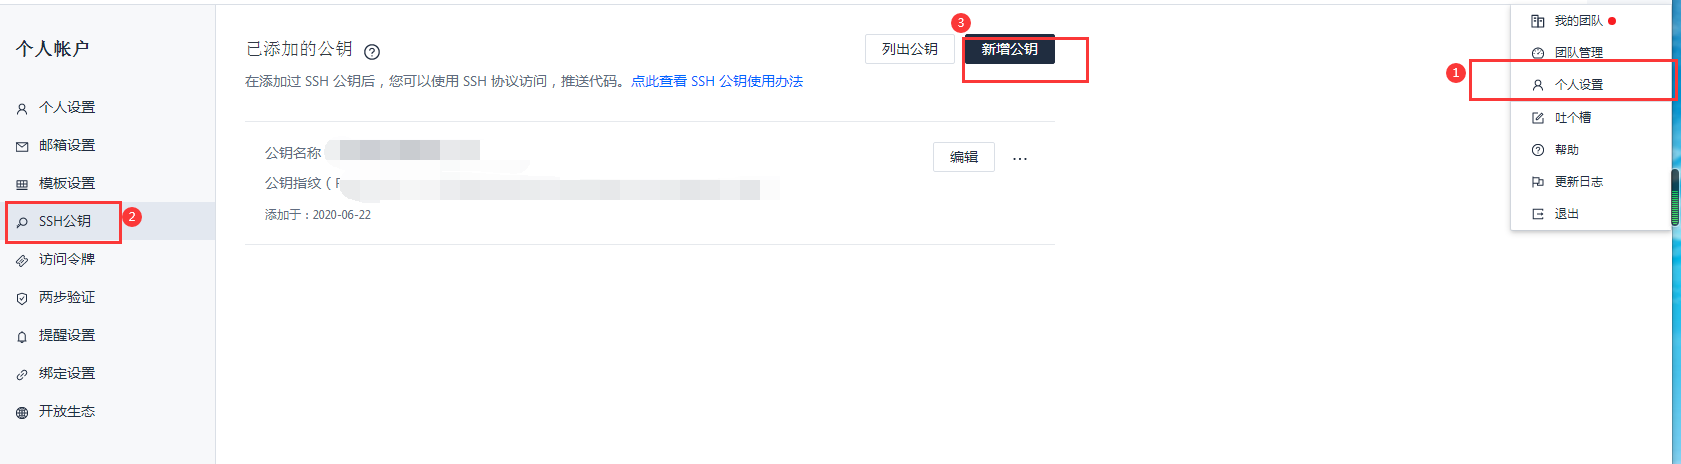 个人帐户
个人设置
邮箱设置
模板设置
SSH公钥
2
访问令牌
两步验证
提醒设置
绑定设置
开放生态
已添加的公钥
3
列出公钥
新增公钥
在添加过 SSH 公钥后，您可以使用 SSH 协议访问，推送代码。点此查看 SSH 公钥使用办法
公钥名称
编辑
...
公钥指纹（
添加于：2020-06-22
我的团队
团队管理
1
个人设置
吐个槽
帮助
更新日志
退出